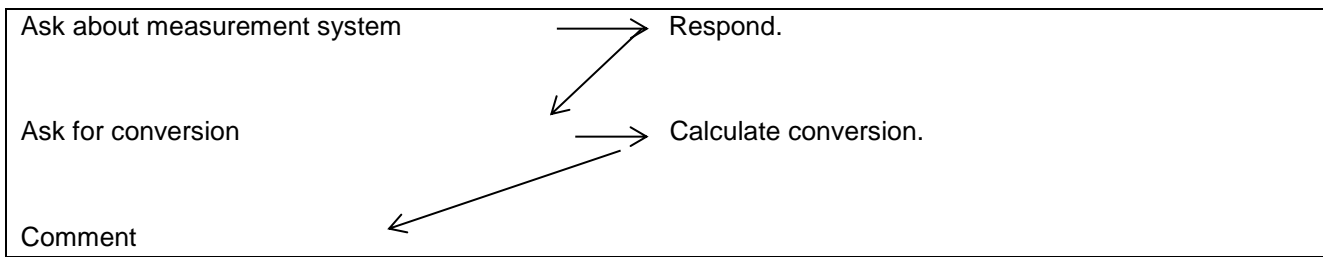 Ask about measurement system Respond.
Ask for conversion Calculate conversion.
Comment